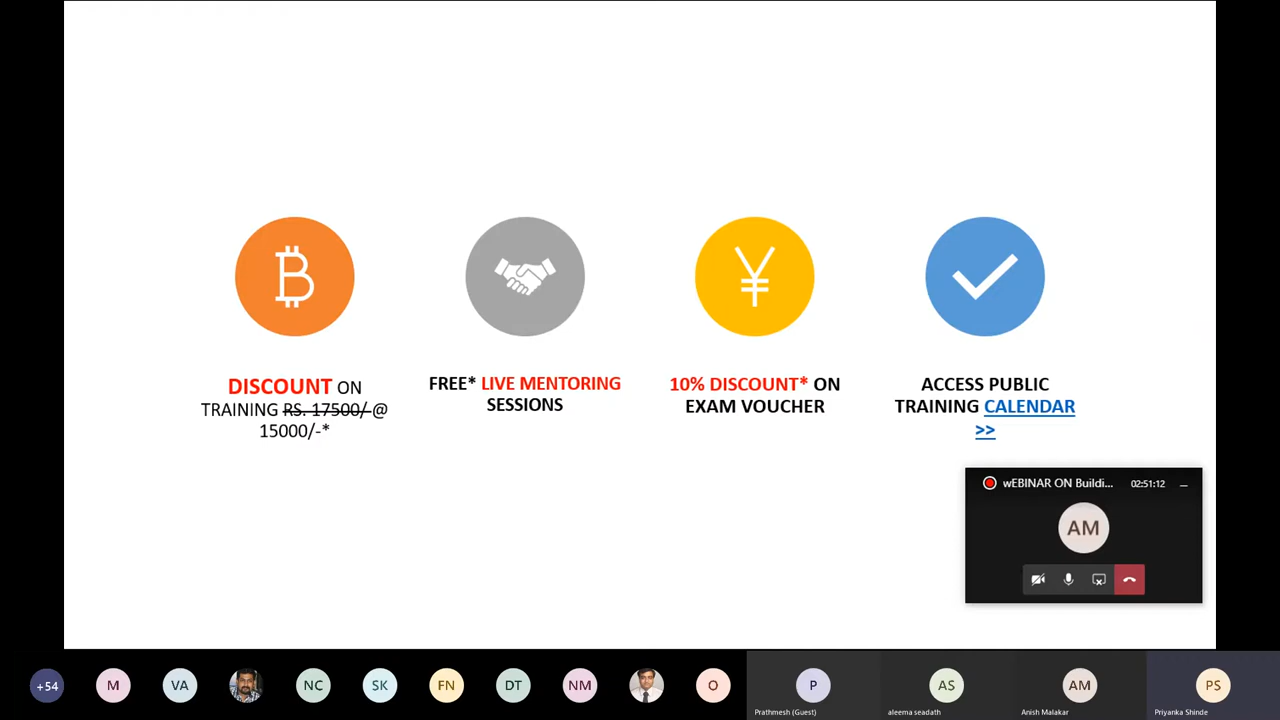 DISCOUNT ON
TRAINING RS. 17500/- @
15000/-*
FREE* LIVE MENTORING
SESSIONS
10% DISCOUNT* ON
EXAM VOUCHER
ACCESS PUBLIC
TRAINING CALENDAR
>>
wEBINAR ON Buildi... 02:51:12
AM
+54 M VA NC SK FN DT NM O P AS AM PS
Prathmesh (Guest) aleema seadath Anish Malakar Priyanka Shinde